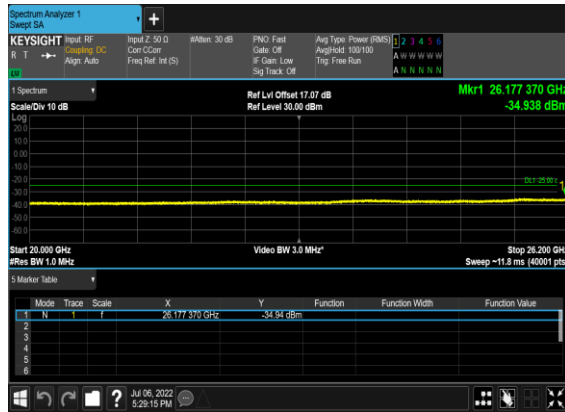 Spectrum Analyzer 1
Swept SA
+
KEYSIGHT Input: RF Input Z: 50 Ω #Atten: 30 dB PNO: Fast Avg Type: Power (RMS) 1 2 3 4 5 6
R T Coupling: DC Corr CCorr Gate: Off Avg|Hold: 100/100 A W W W W W
Align: Auto Freq Ref: Int (S) IF Gain: Low Trig: Free Run
LU Sig Track: Off A N N N N N
1 Spectrum Ref Lvl Offset 17.07 dB Mkr1 26.177 370 GHz
Scale/Div 10 dB Ref Level 30.00 dBm -34.938 dBm
Log
20.0
10.0
0.00
-10.0
-20.0
DL1 -25.00
-30.0
1
-40.0
-50.0
-60.0
Start 20.000 GHz Video BW 3.0 MHz* Stop 26.200 GHz
#Res BW 1.0 MHz Sweep ~11.8 ms (40001 pts)
5 Marker Table
Mode Trace Scale X Y Function Function Width Function Value
1 N 1 f 26.177 370 GHz -34.94 dBm
2
3
4
5
6
? Jul 06, 2022
5:29:15 PM